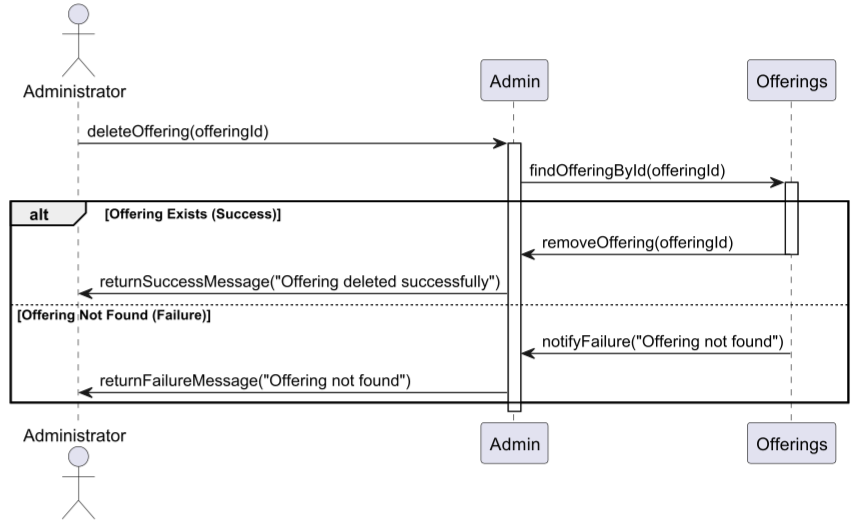 Administrator
Admin
Offerings
deleteOffering(offeringId)
findOfferingById(offeringId)
alt
[Offering Exists (Success)]
removeOffering(offeringId)
returnSuccessMessage("Offering deleted successfully")
[Offering Not Found (Failure)]
notifyFailure("Offering not found")
returnFailureMessage("Offering not found")
Administrator
Admin
Offerings